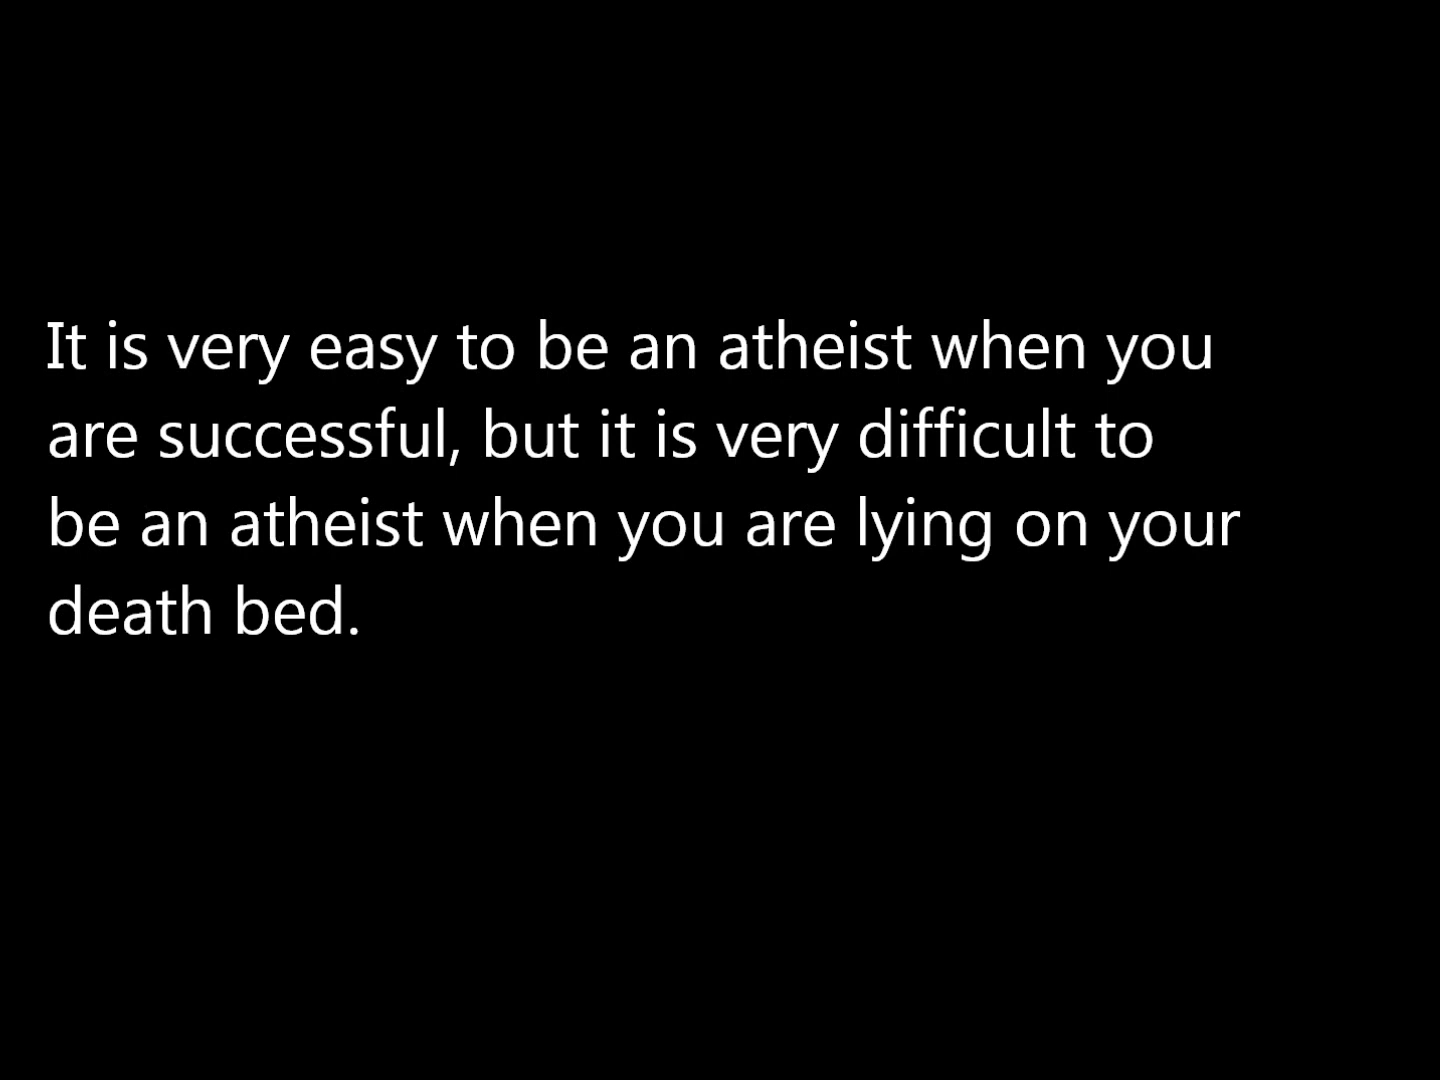 It is very easy to be an atheist when you
are successful, but it is very difficult to
be an atheist when you are lying on your
death bed.